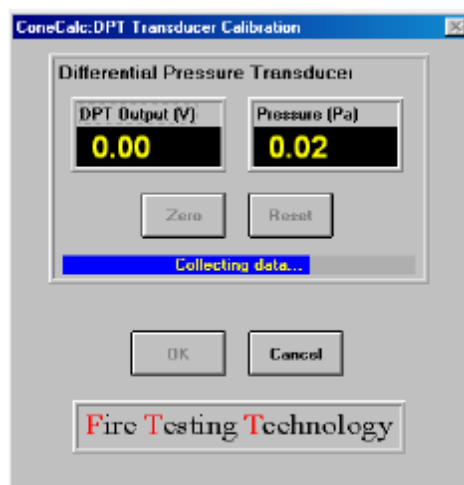 ConeCalc:DPT Transducer Calibration
Differential Pressure Transducer
DPT Output (V)
Pressure (Pa)
0.00
0.02
Zero
Reset
Collecting data...
OK
Cancel
Fire Testing Technology